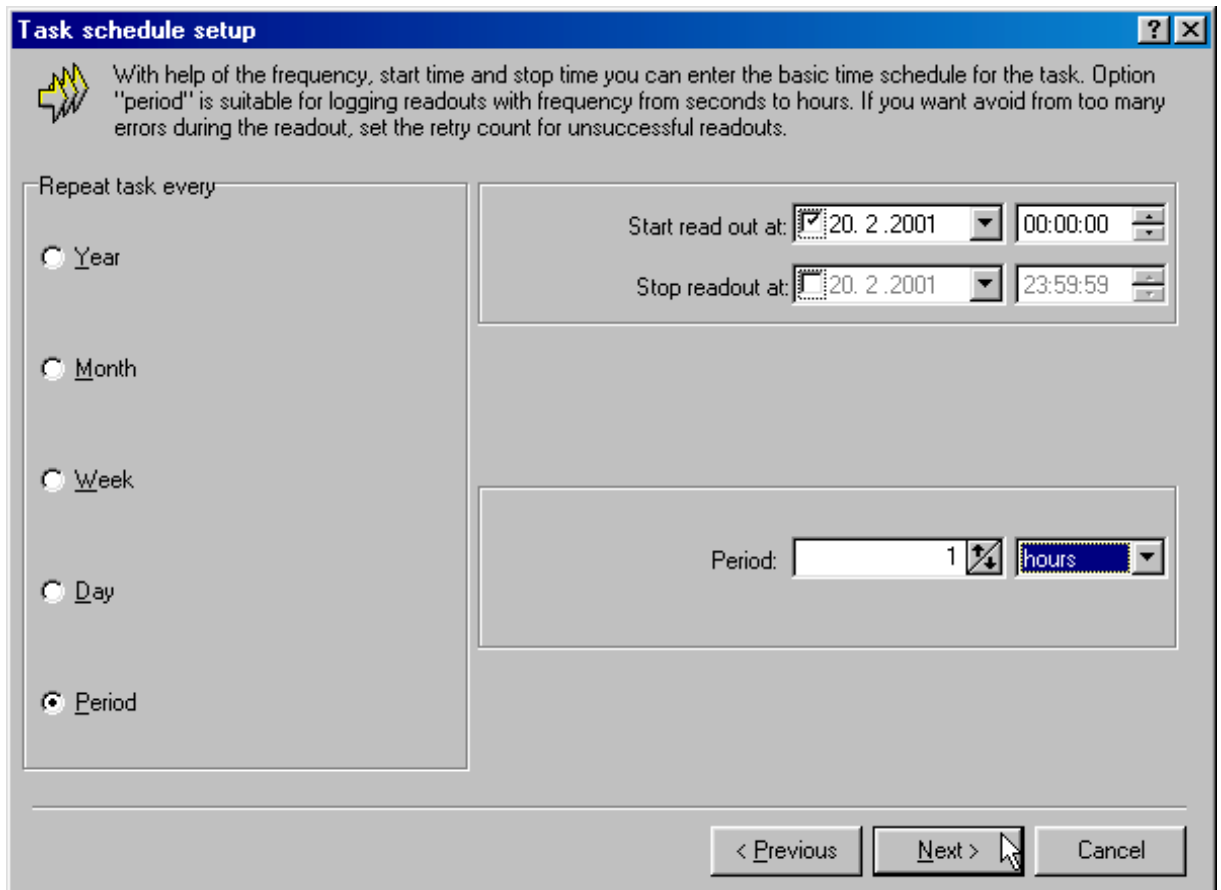 Task schedule setup
With help of the frequency, start time and stop time you can enter the basic time schedule for the task. Option
"period" is suitable for logging readouts with frequency from seconds to hours. If you want avoid from too many
errors during the readout, set the retry count for unsuccessful readouts.
Repeat task every
Year
Month
Week
Day
Period
Start read out at: 20. 2 .2001 00:00:00
Stop readout at: 20. 2 .2001 23:59:59
Period: 1 hours
< Previous
Next >
Cancel